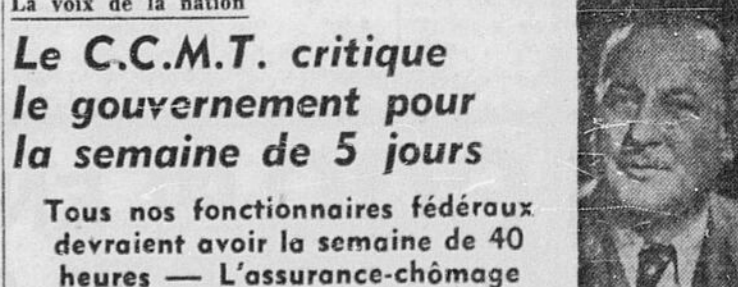 La voix de la nation
Le C.C.M.T. critique
le gouvernement pour
la semaine de 5 jours
Tous nos fonctionnaires fédéraux
devraient avoir la semaine de 40
heures — L'assurance-chômage